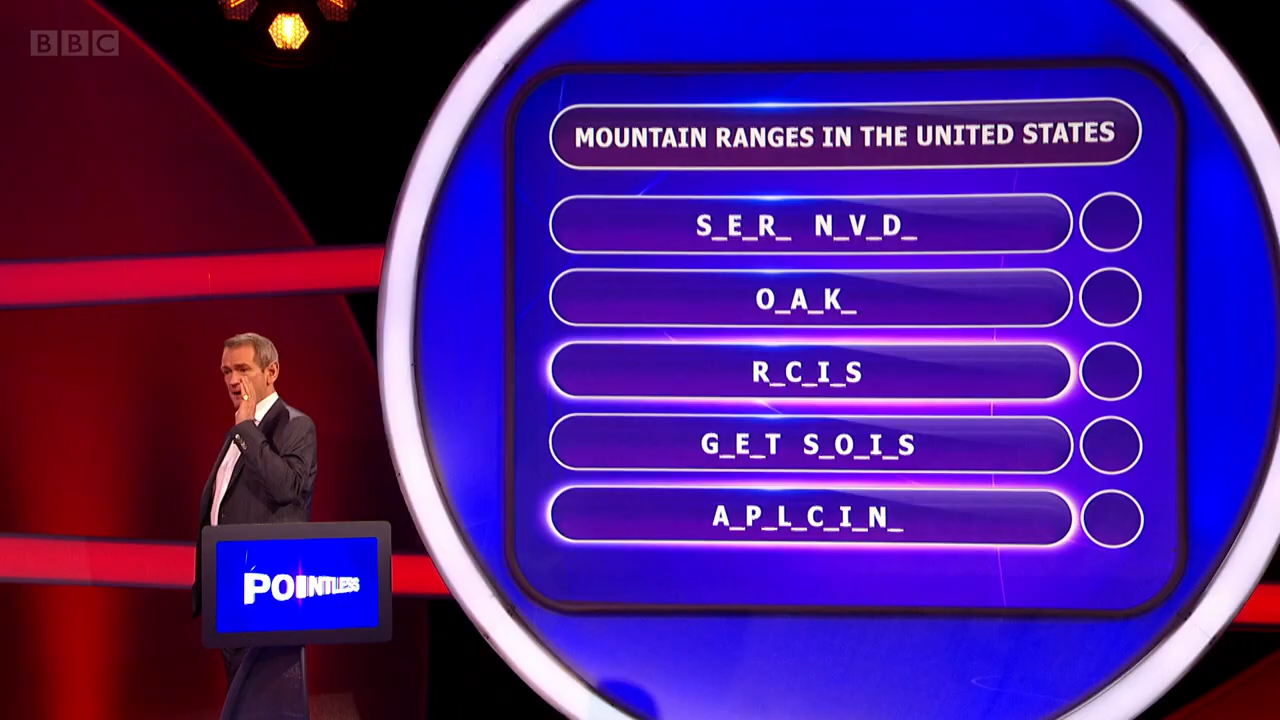 BBC
MOUNTAIN RANGES IN THE UNITED STATES
S_E_R_ N_V_D_
O_A_K_
R_C_I_S
G_E_T S_O_I_S
A_P_L_C_I_N_
POINTLESS